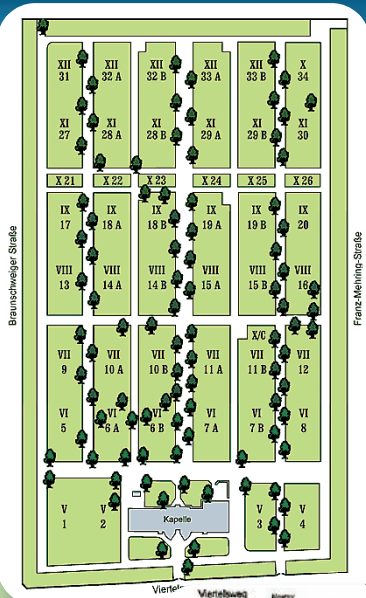 XII XII XII XII XII X
31 32 A 32 B 33 A 33 B 34
XI XI XI XI XI XI
27 28 A 28 B 29 A 29 B 30
X 21 X 22 X 23 X 24 X 25 X 26
IX IX IX IX IX IX
17 18 A 18 B 19 A 19 B 20
VIII VIII VIII VIII VIII VIII
13 14 A 14 B 15 A 15 B 16
Braunschweiger Straße
Franz-Mehring-Straße
X/C
VII VII VII VII VII VII
9 10 A 10 B 11 A 11 B 12
VI VI VI VI VI VI
5 6 A 6 B 7 A 7 B 8
V V V V
1 2 3 4
Kapelle
Viertelsweg